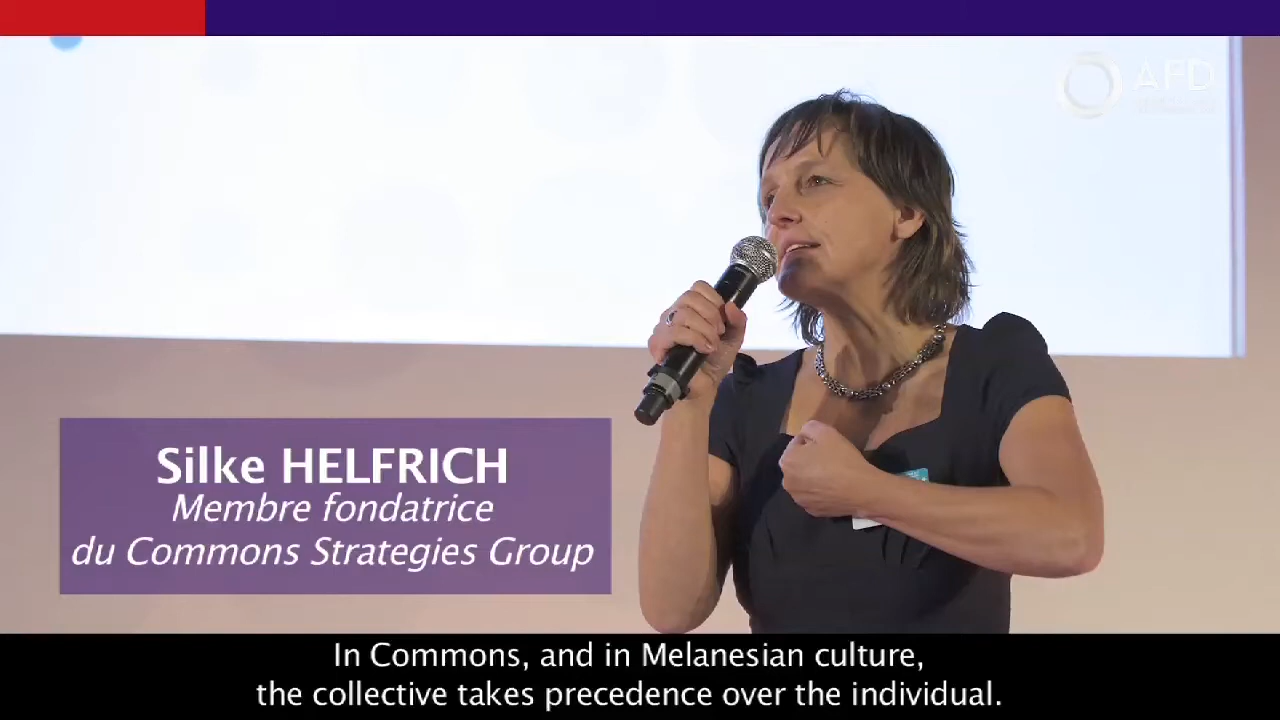 AFD
Silke HELFRICH
Membre fondatrice
du Commons Strategies Group
In Commons, and in Melanesian culture,
the collective takes precedence over the individual.